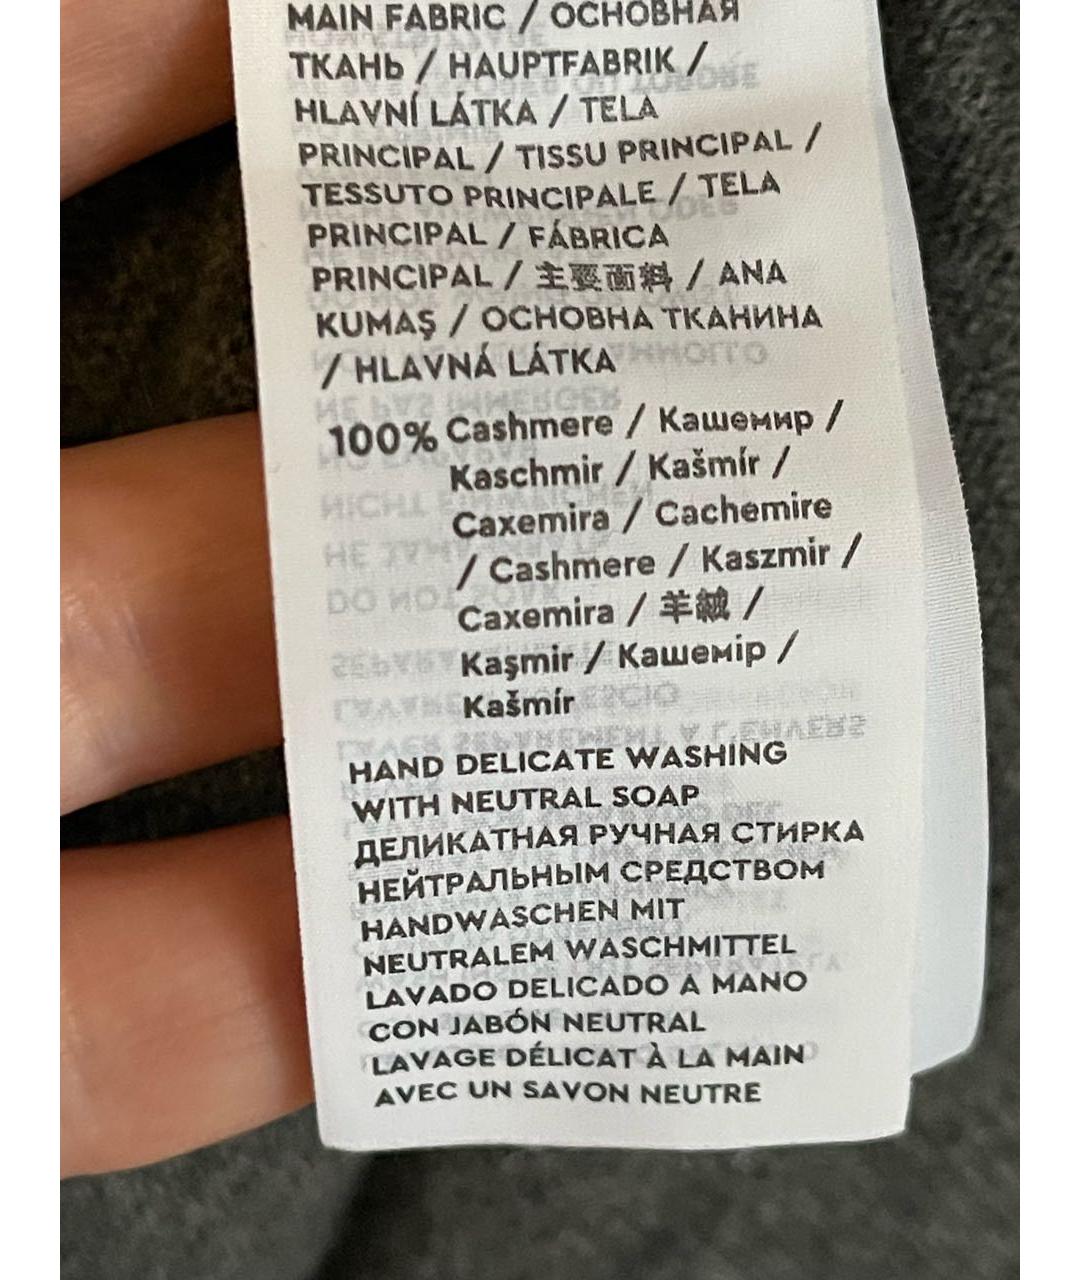 MAIN FABRIC / ОСНОВНАЯ
ТКАНЬ / HAUPTFABRIK /
HLAVNÍ LÁTKA / TELA
PRINCIPAL / TISSU PRINCIPAL /
TESSUTO PRINCIPALE / TELA
PRINCIPAL / FÁBRICA
PRINCIPAL / 主要面料 / ANA
KUMAŞ / ОСНОВНА ТКАНИНА
/ HLAVNÁ LÁTKA
100% Cashmere / Кашемир /
Kaschmir / Kašmír /
Caxemira / Cachemire
/ Cashmere / Kaszmir /
Caxemira / 羊絨 /
Kaşmir / Кашемір /
Kašmír
HAND DELICATE WASHING
WITH NEUTRAL SOAP
ДЕЛИКАТНАЯ РУЧНАЯ СТИРКА
НЕЙТРАЛЬНЫМ СРЕДСТВОМ
HANDWASCHEN MIT
NEUTRALEM WASCHMITTEL
LAVADO DELICADO A MANO
CON JABÓN NEUTRAL
LAVAGE DÉLICAT À LA MAIN
AVEC UN SAVON NEUTRE